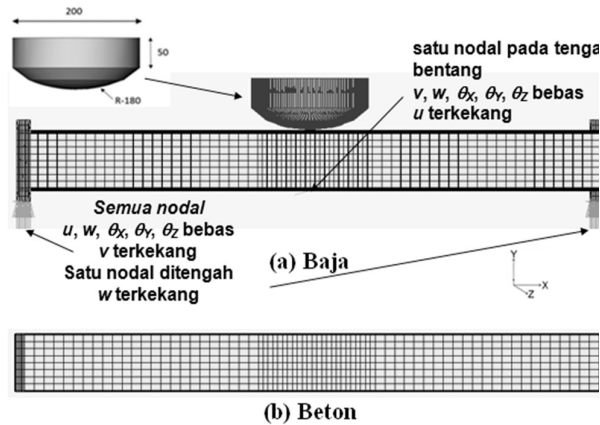 200
50
R-180
satu nodal pada tenga
bentang
v, w, θX, θY, θZ bebas
u terkekang
Semua nodal
u, w, θX, θY, θZ bebas
v terkekang
Satu nodal ditengah
w terkekang
(a) Baja
Y
X
Z
(b) Beton